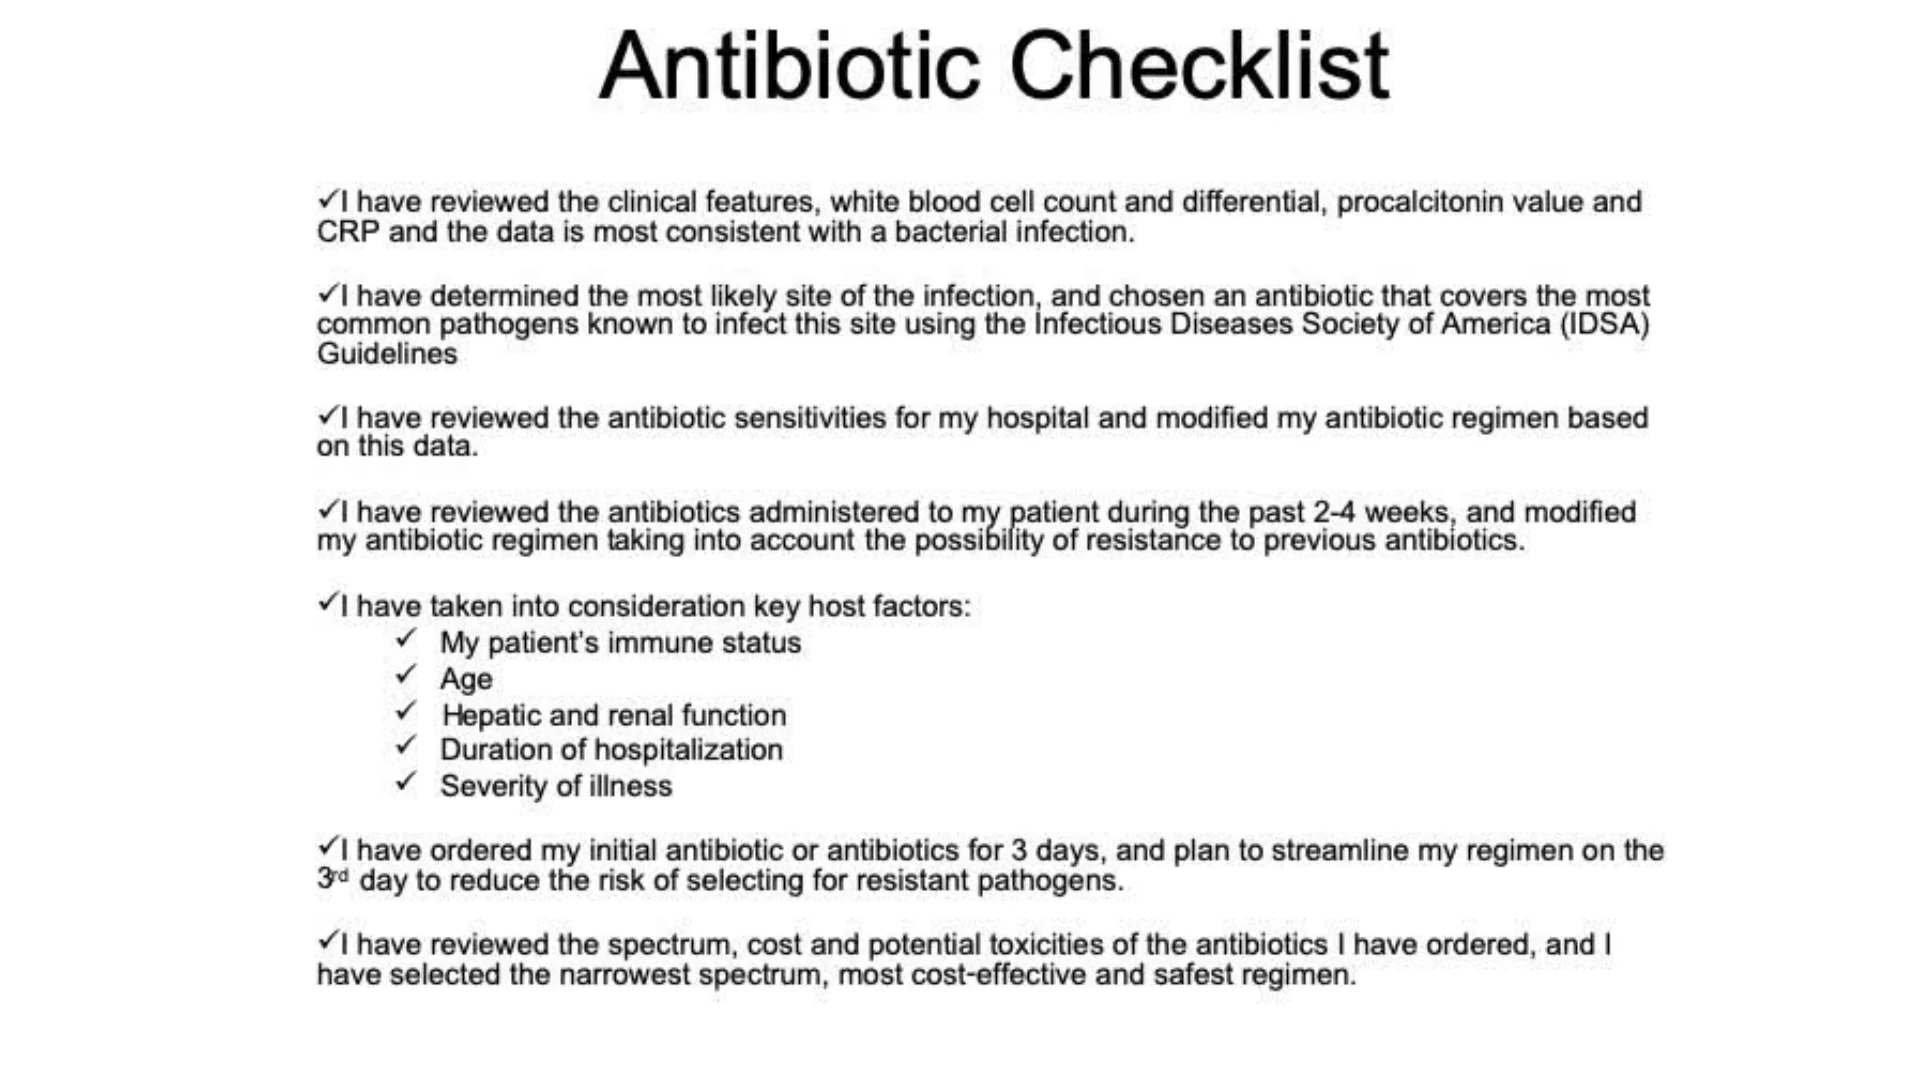 Antibiotic Checklist
✓I have reviewed the clinical features, white blood cell count and differential, procalcitonin value and
CRP and the data is most consistent with a bacterial infection.
✓I have determined the most likely site of the infection, and chosen an antibiotic that covers the most
common pathogens known to infect this site using the Infectious Diseases Society of America (IDSA)
Guidelines
✓I have reviewed the antibiotic sensitivities for my hospital and modified my antibiotic regimen based
on this data.
✓I have reviewed the antibiotics administered to my patient during the past 2-4 weeks, and modified
my antibiotic regimen taking into account the possibility of resistance to previous antibiotics.
✓I have taken into consideration key host factors:
✓ My patient's immune status
✓ Age
✓ Hepatic and renal function
✓ Duration of hospitalization
✓ Severity of illness
✓I have ordered my initial antibiotic or antibiotics for 3 days, and plan to streamline my regimen on the
3rd day to reduce the risk of selecting for resistant pathogens.
✓I have reviewed the spectrum, cost and potential toxicities of the antibiotics I have ordered, and I
have selected the narrowest spectrum, most cost-effective and safest regimen.